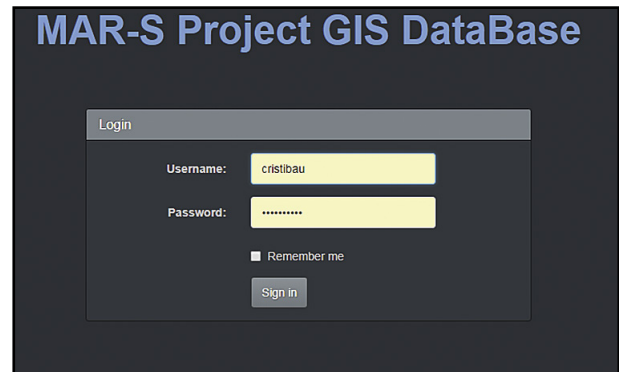 MAR-S Project GIS DataBase
Login
Username: cristibau
Password: ••••••••••
Remember me
Sign in